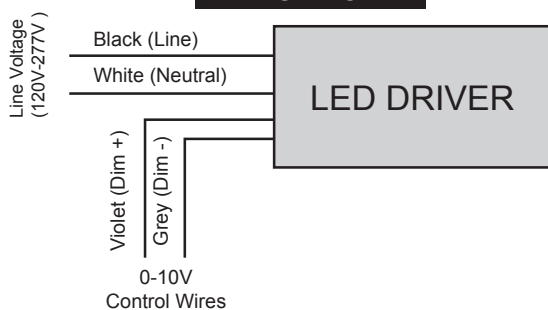 Line Voltage
(120V-277V )
Black (Line)
White (Neutral)
LED DRIVER
Violet (Dim +)
Grey (Dim -)
0-10V
Control Wires